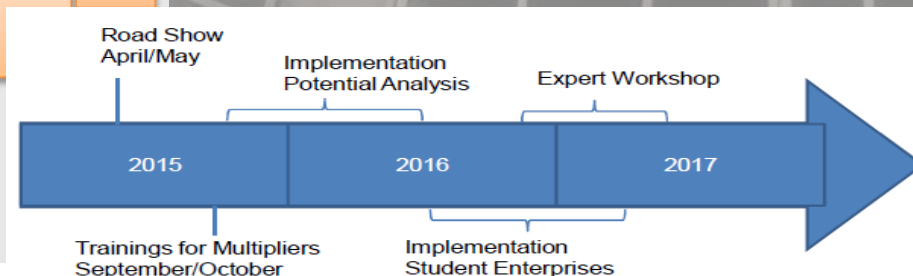 Road Show
April/May
Implementation
Potential Analysis
Expert Workshop
2015
2016
2017
Trainings for Multipliers
September/October
Implementation
Student Enterprises